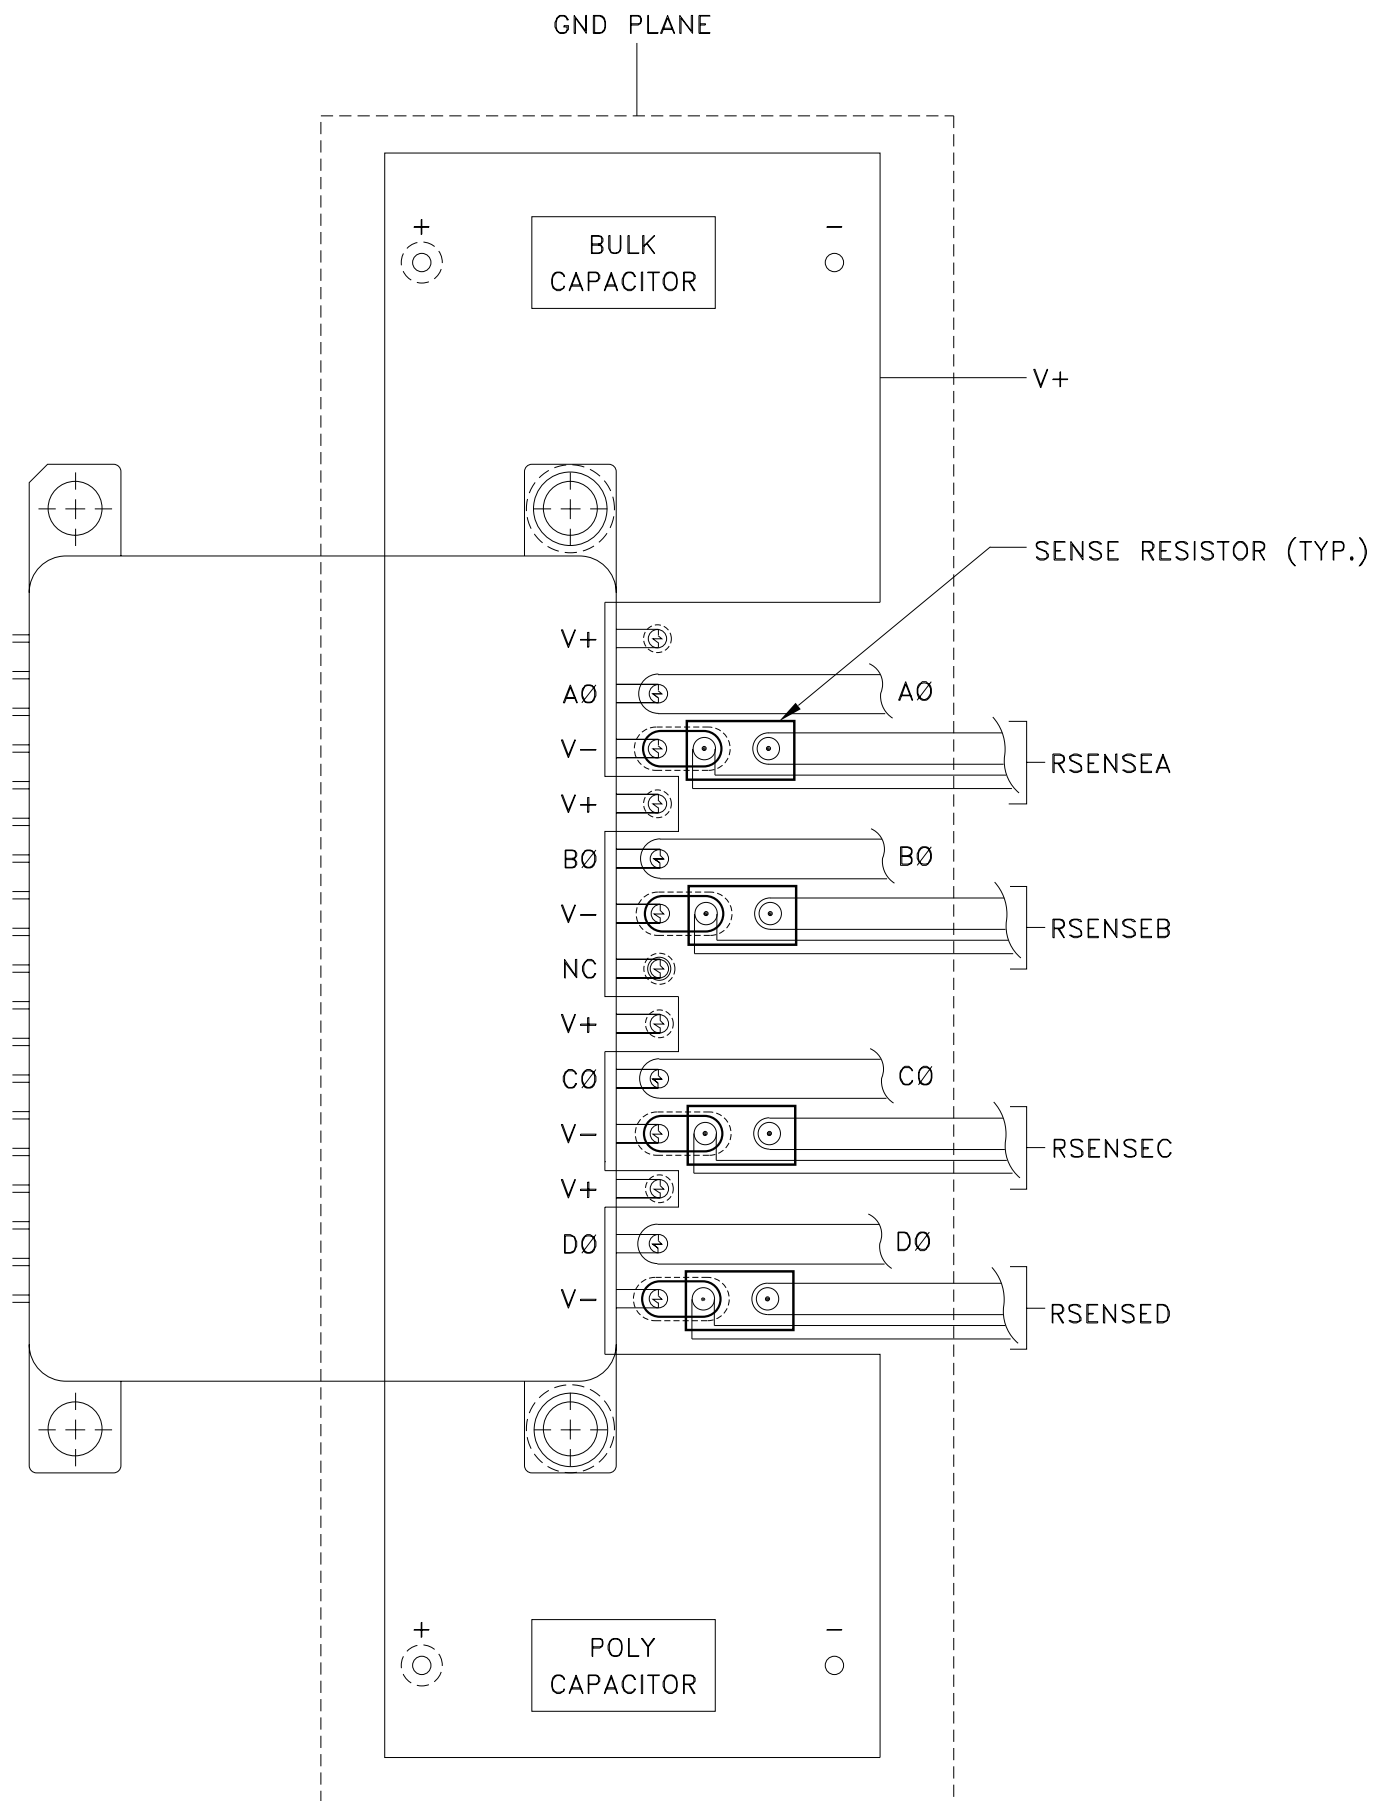 GND PLANE
+
BULK
CAPACITOR
−
V+
SENSE RESISTOR (TYP.)
V+
AØ
AØ
V−
RSENSEA
V+
BØ
BØ
V−
RSENSEB
NC
V+
CØ
CØ
V−
RSENSEC
V+
DØ
DØ
V−
RSENSED
+
POLY
CAPACITOR
−